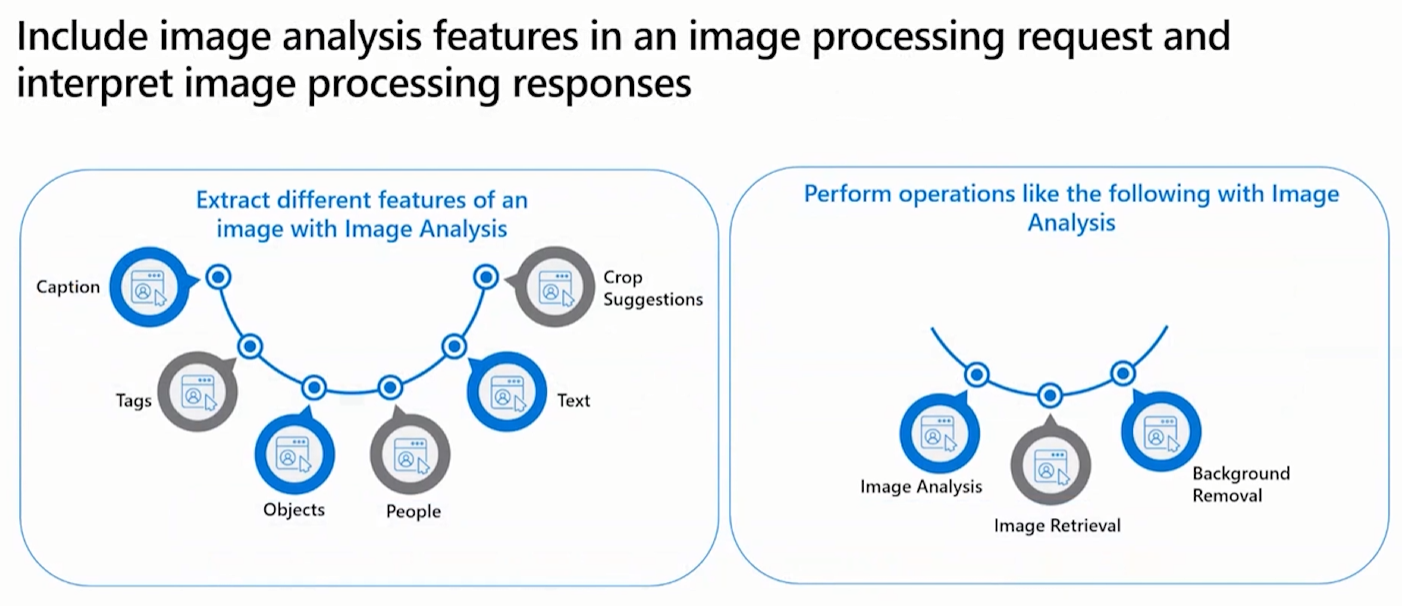 Include image analysis features in an image processing request and
interpret image processing responses
Extract different features of an
image with Image Analysis
Caption
Tags
Objects
People
Text
Crop
Suggestions
Perform operations like the following with Image
Analysis
Image Analysis
Image Retrieval
Background
Removal